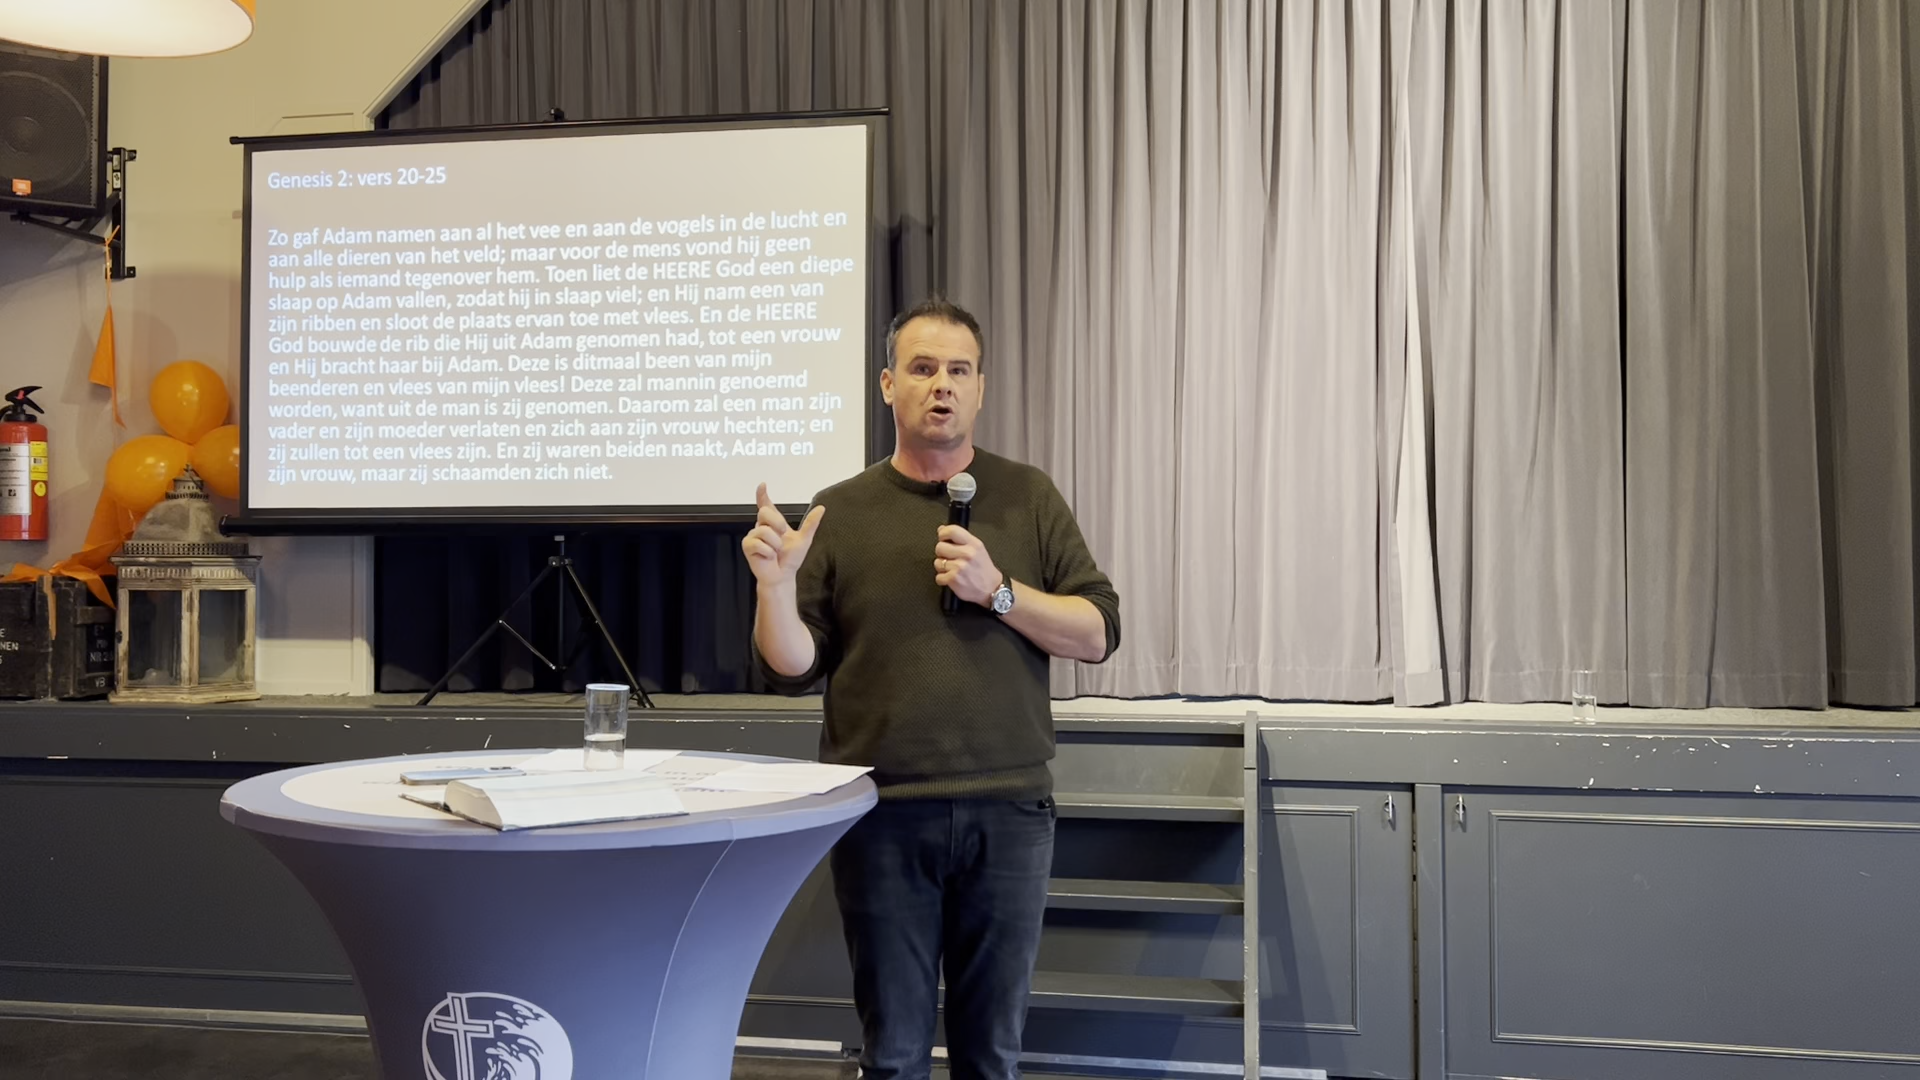 Genesis 2: vers 20-25
Zo gaf Adam namen aan al het vee en aan de vogels in de lucht en
aan alle dieren van het veld; maar voor de mens vond hij geen
hulp als iemand tegenover hem. Toen liet de HEERE God een diepe
slaap op Adam vallen, zodat hij in slaap viel; en Hij nam een van
zijn ribben en sloot de plaats ervan toe met vlees. En de HEERE
God bouwde de rib die Hij uit Adam genomen had, tot een vrouw
en Hij bracht haar bij Adam. Deze is ditmaal been van mijn
beenderen en vlees van mijn vlees! Deze zal mannin genoemd
worden, want uit de man is zij genomen. Daarom zal een man zijn
vader en zijn moeder verlaten en zich aan zijn vrouw hechten; en
zij zullen tot een vlees zijn. En zij waren beiden naakt, Adam en
zijn vrouw, maar zij schaamden zich niet.